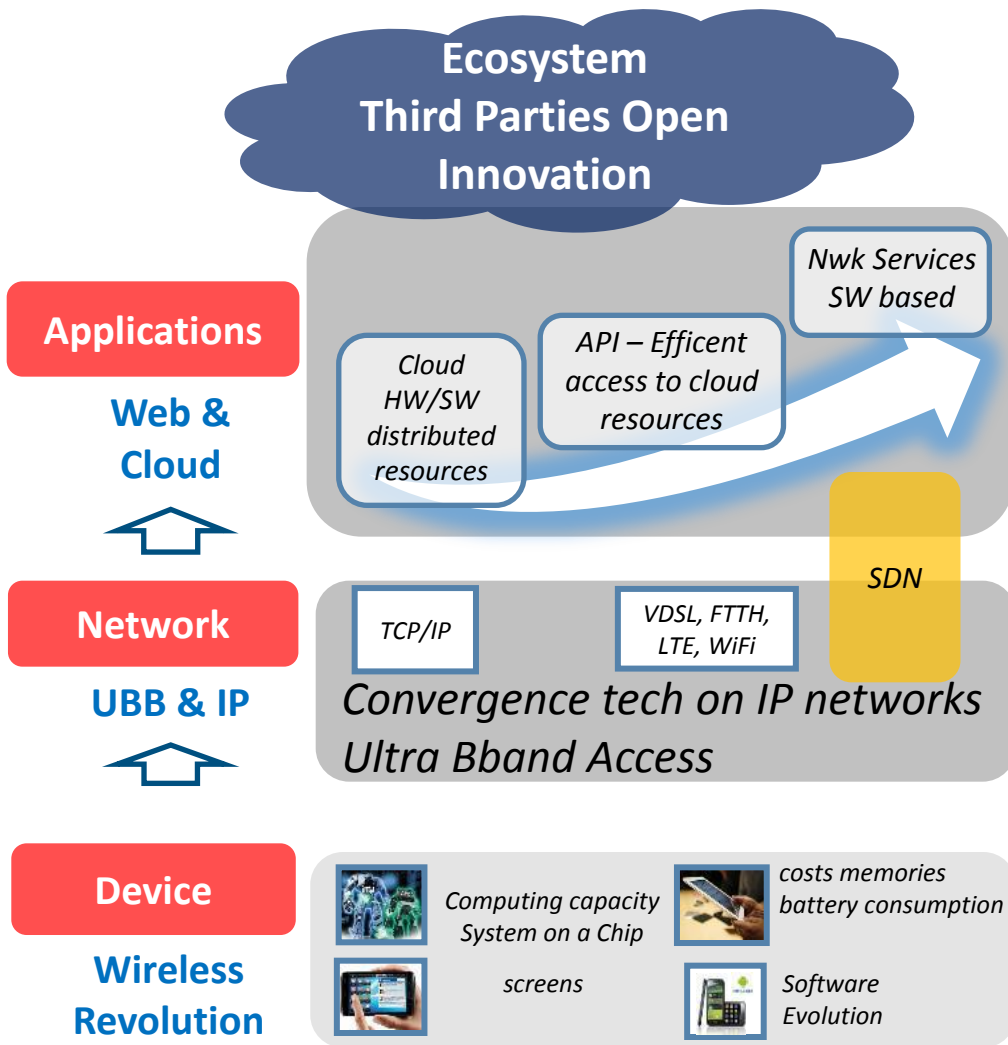 Ecosystem
Third Parties Open
Innovation
Nwk Services
SW based
API – Efficent
access to cloud
resources
Cloud
HW/SW
distributed
resources
Applications
Web &
Cloud
SDN
Network
UBB & IP
TCP/IP
VDSL, FTTH,
LTE, WiFi
Convergence tech on IP networks
Ultra Bband Access
Device
Wireless
Revolution
Computing capacity
System on a Chip
costs memories
battery consumption
screens
Software
Evolution